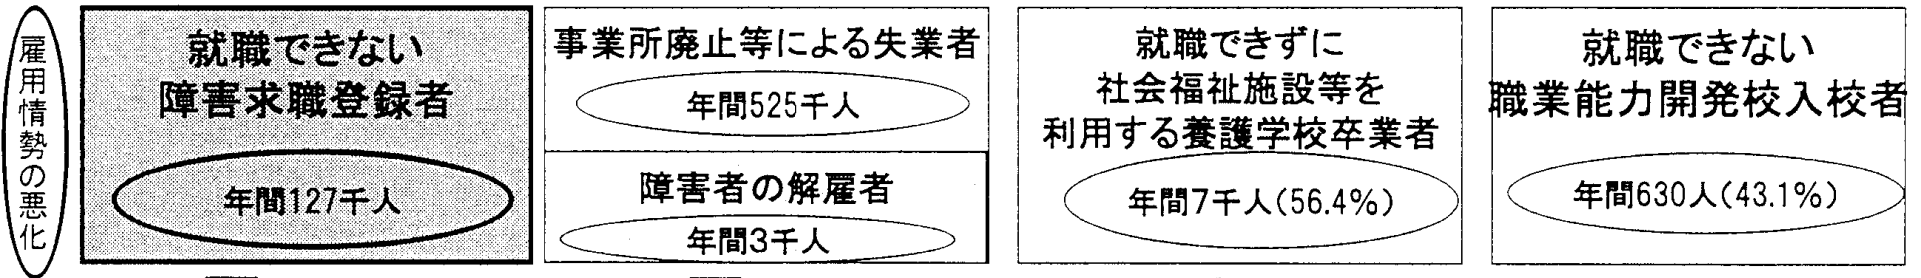 雇用情勢の悪化
就職できない
障害求職登録者
年間127千人
事業所廃止等による失業者
年間525千人
障害者の解雇者
年間3千人
就職できずに
社会福祉施設等を
利用する養護学校卒業者
年間7千人(56.4%)
就職できない
職業能力開発校入校者
年間630人(43.1%)